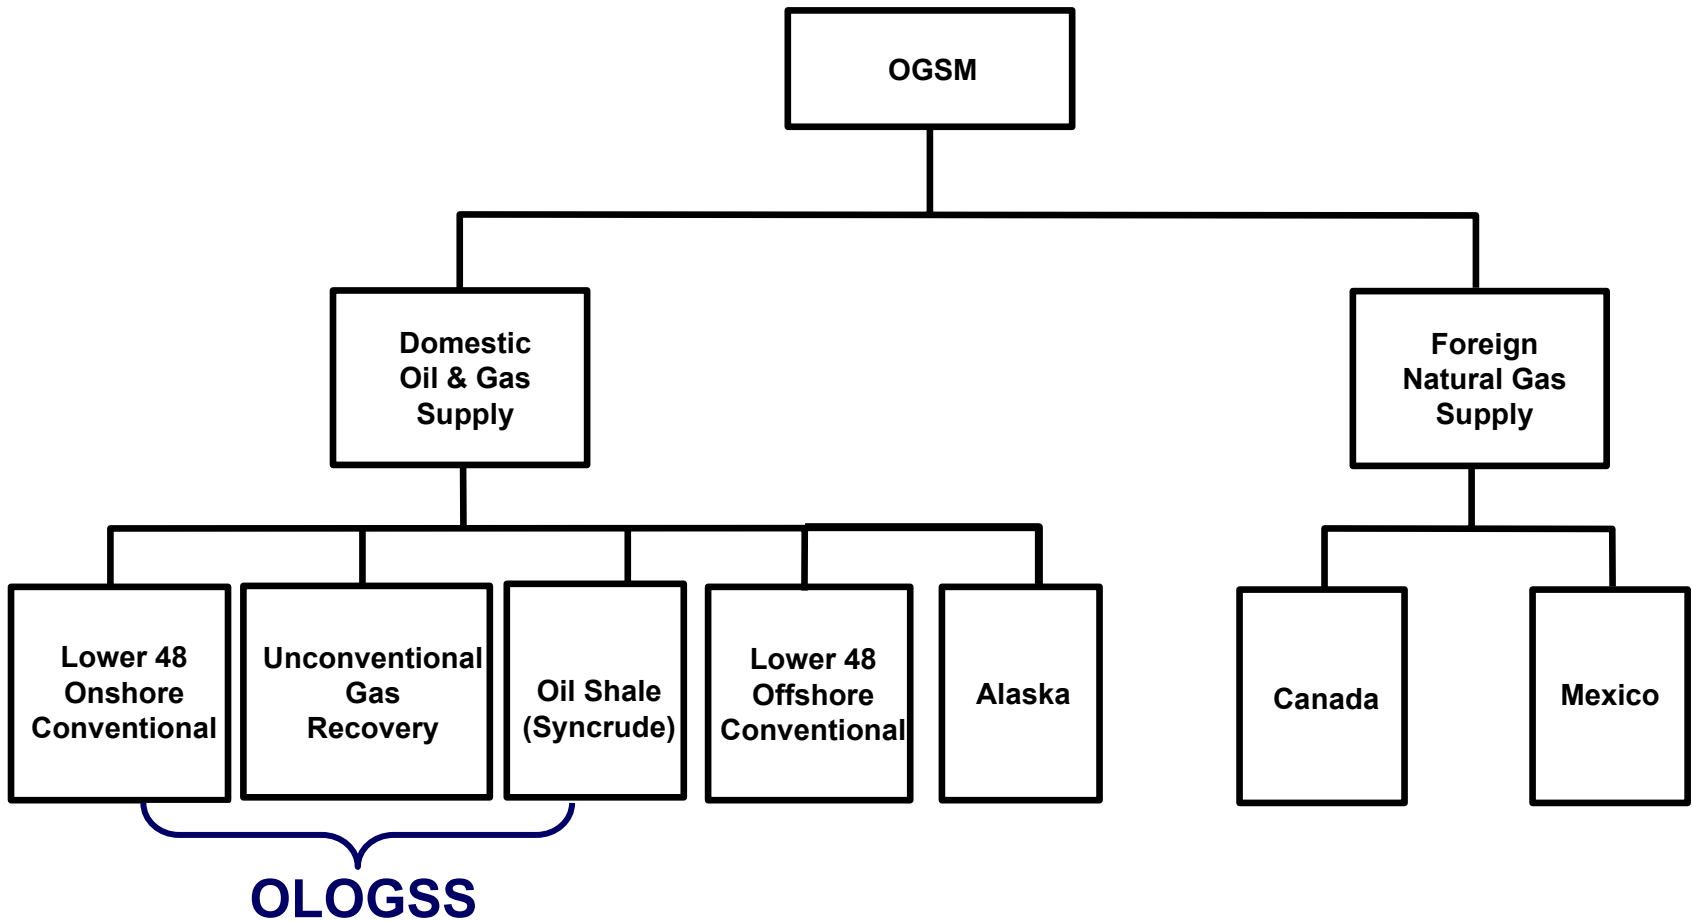 OGSM
Domestic
Oil & Gas
Supply
Foreign
Natural Gas
Supply
Lower 48
Onshore
Conventional
Unconventional
Gas
Recovery
Oil Shale
(Syncrude)
Lower 48
Offshore
Conventional
Alaska
Canada
Mexico
OLOGSS